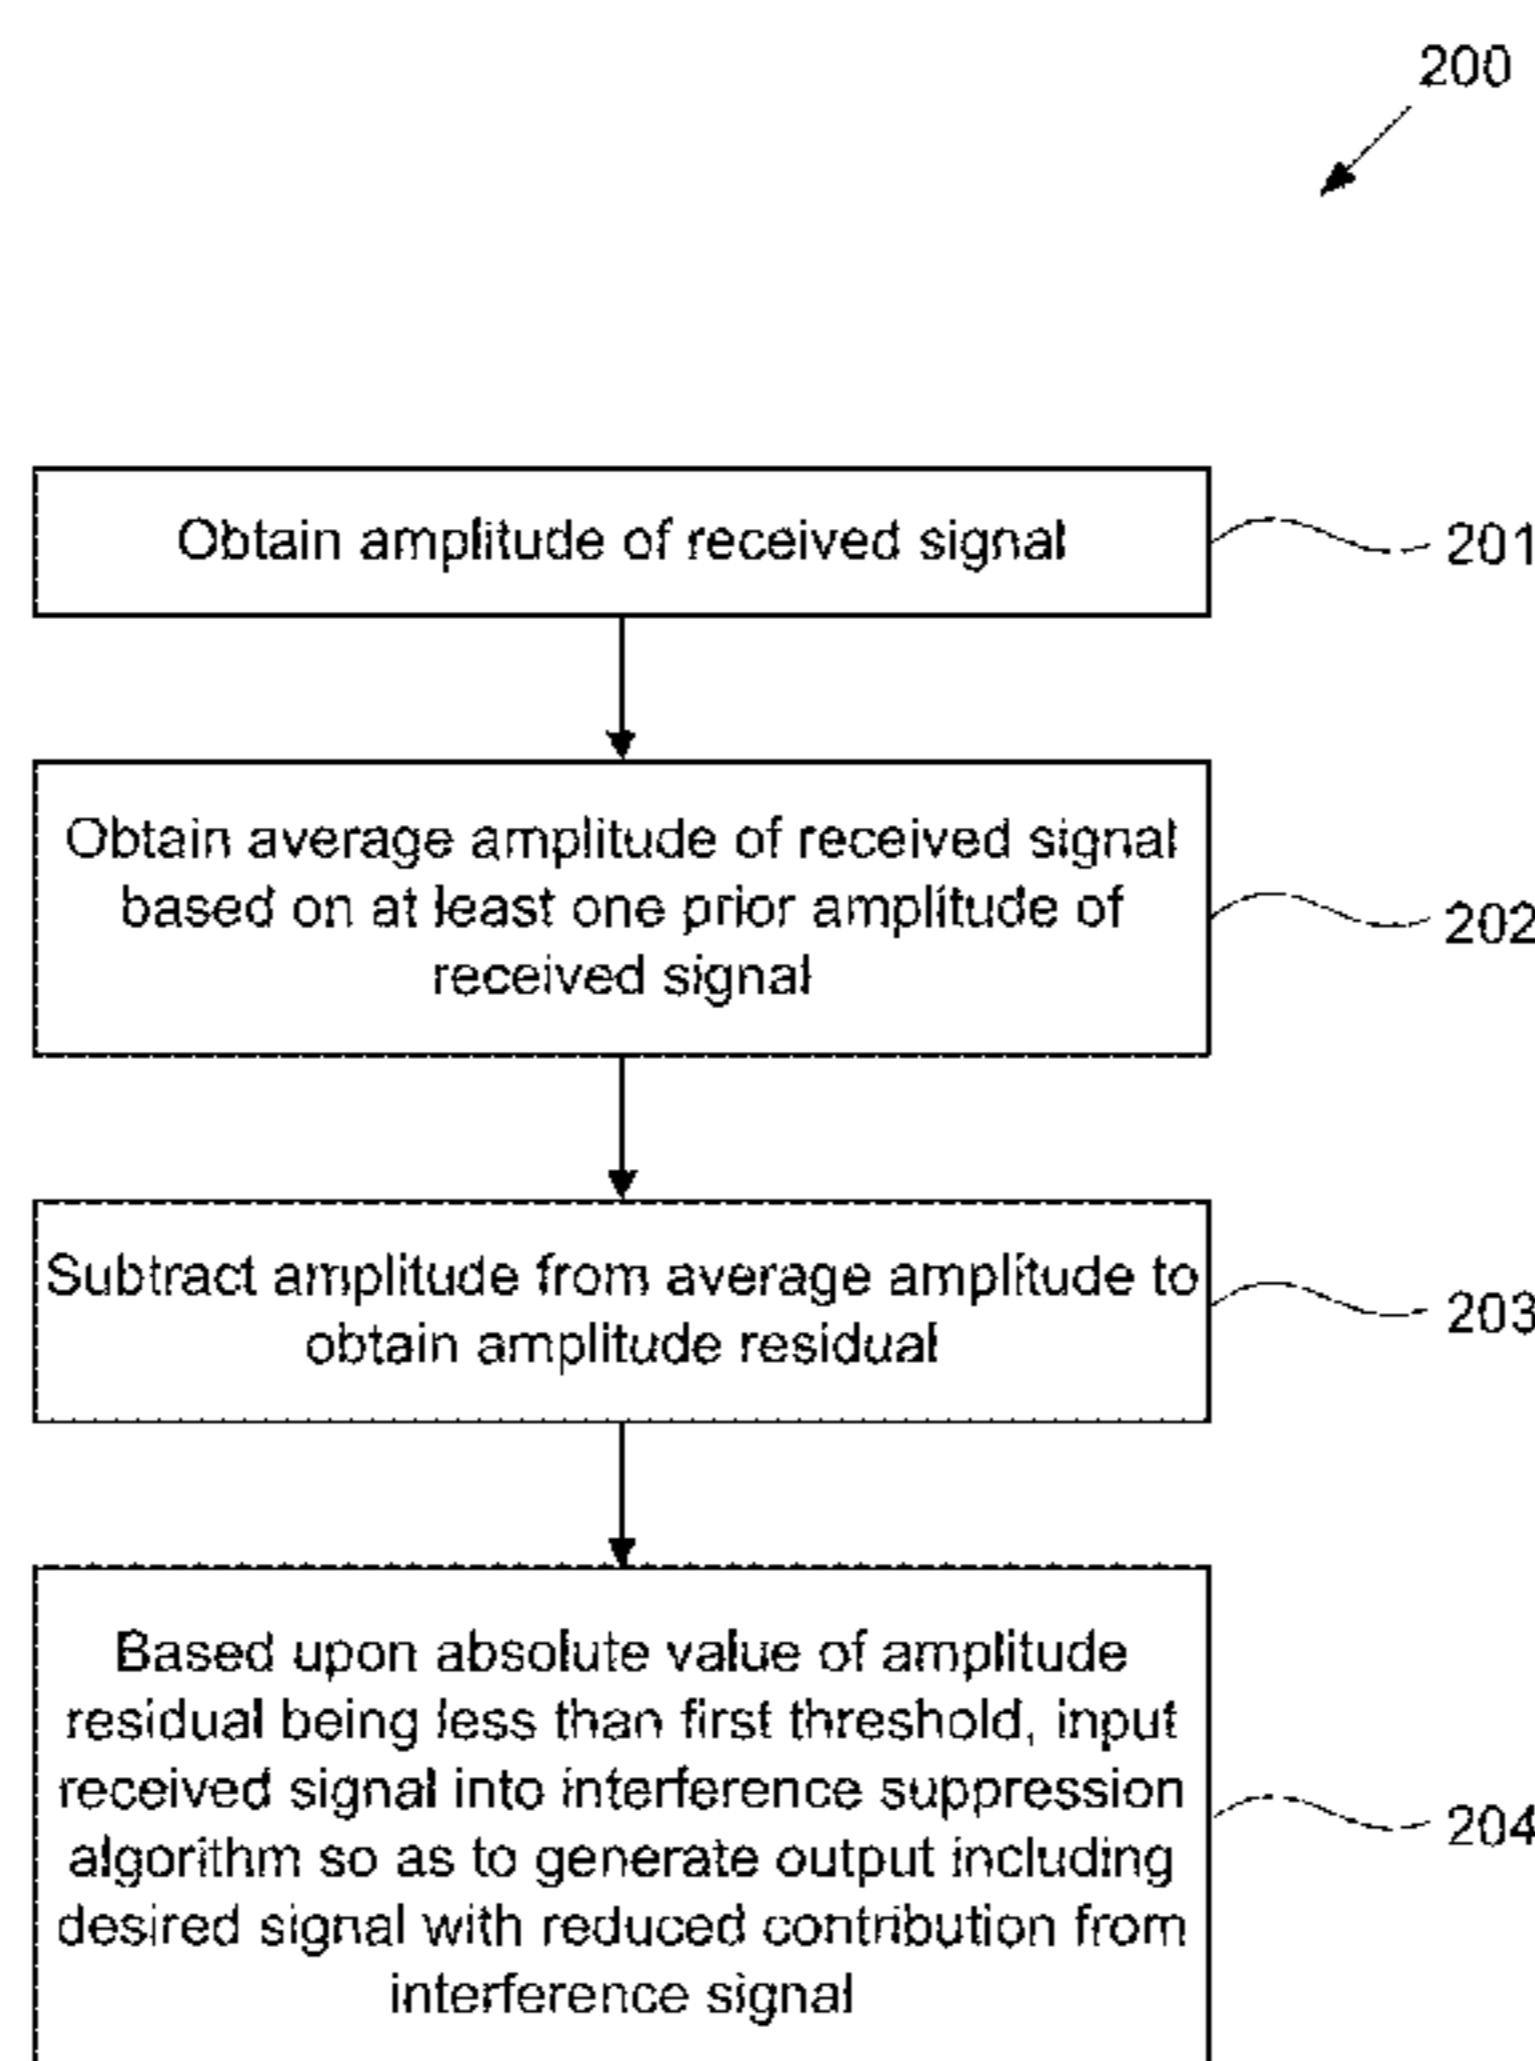 200
Obtain amplitude of received signal
201
Obtain average amplitude of received signal
based on at least one prior amplitude of
received signal
202
Subtract amplitude from average amplitude to
obtain amplitude residual
203
Based upon absolute value of amplitude
residual being less than first threshold, input
received signal into interference suppression
algorithm so as to generate output including
desired signal with reduced contribution from
interference signal
204